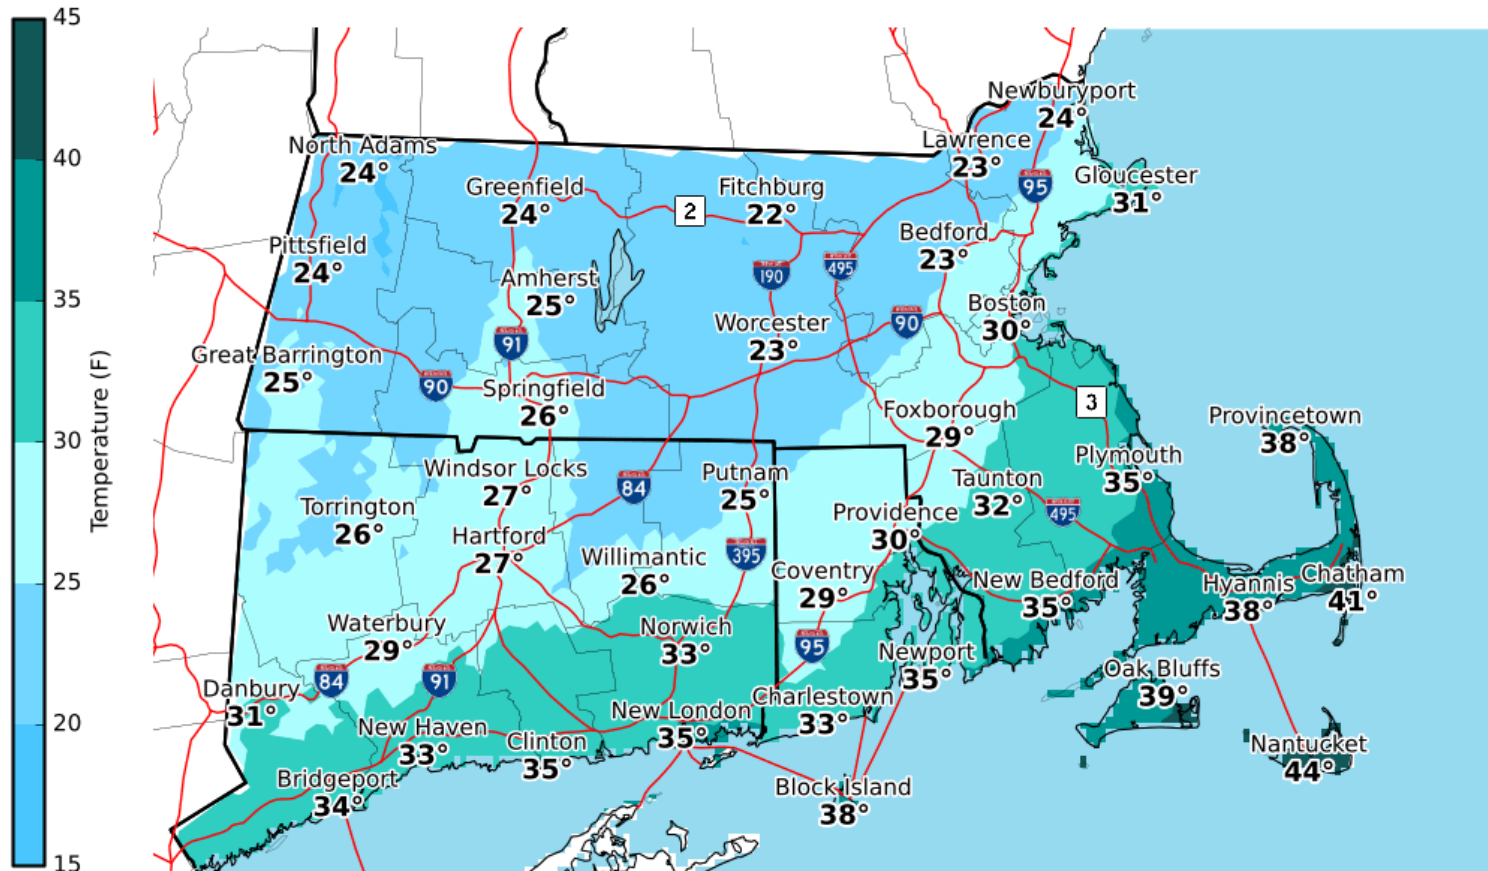 45
40
35
30
25
20
15
Temperature (F)
Newburyport
24°
North Adams
24°
Lawrence
23°
Gloucester
31°
95
Greenfield
24°
2
Fitchburg
22°
Pittsfield
24°
Bedford
23°
Amherst
25°
190
495
Boston
30°
91
Worcester
23°
90
Great Barrington
25°
90
Springfield
26°
3
Foxborough
29°
Provincetown
38°
Windsor Locks
27°
84
Putnam
25°
Plymouth
35°
Taunton
32°
495
Torrington
26°
Hartford
27°
Providence
30°
Willimantic
26°
395
Coventry
29°
New Bedford
35°
Hyannis
38°
Chatham
41°
Waterbury
29°
Norwich
33°
95
Newport
35°
84
91
Oak Bluffs
39°
Danbury
31°
Charlestown
33°
New Haven
33°
Clinton
35°
New London
35°
Nantucket
44°
Bridgeport
34°
Block Island
38°